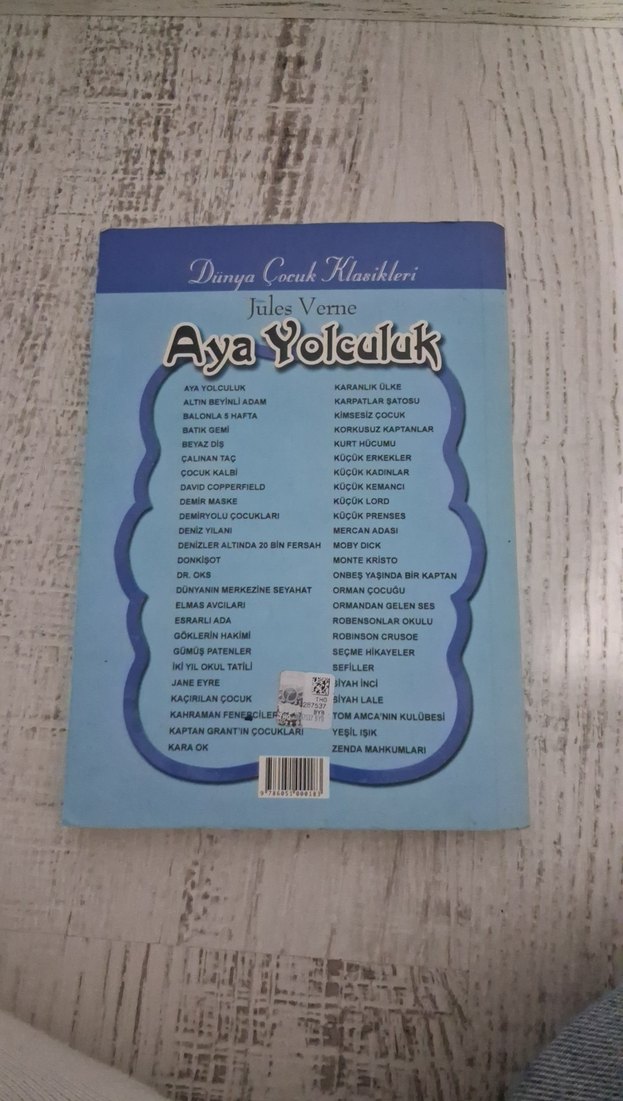 Dünya Çocuk Klasikleri
Jules Verne
Aya Yolculuk
AYA YOLCULUK
ALTIN BEYİNLİ ADAM
BALONLA 5 HAFTA
BATIK GEMİ
BEYAZ DİŞ
ÇALINAN TAÇ
ÇOCUK KALBİ
DAVID COPPERFIELD
DEMİR MASKE
DEMİRYOLU ÇOCUKLARI
DENİZ YILANI
DENİZLER ALTINDA 20 BİN FERSAH
DONKİŞOT
DR. OKS
DÜNYANIN MERKEZİNE SEYAHAT
ELMAS AVCILARI
ESRARLI ADA
GÖKLERİN HAKİMİ
GÜMÜŞ PATENLER
İKİ YIL OKUL TATİLİ
JANE EYRE
KAÇIRILAN ÇOCUK
KAHRAMAN FENERCİLER
KAPTAN GRANT'IN ÇOCUKLARI
KARA OK
KARANLIK ÜLKE
KARPATLAR ŞATOSU
KİMSESİZ ÇOCUK
KORKUSUZ KAPTANLAR
KURT HÜCUMU
KÜÇÜK ERKEKLER
KÜÇÜK KADINLAR
KÜÇÜK KEMANCI
KÜÇÜK LORD
KÜÇÜK PRENSES
MERCAN ADASI
MOBY DICK
MONTE KRİSTO
ONBEŞ YAŞINDA BİR KAPTAN
ORMAN ÇOCUĞU
ORMANDAN GELEN SES
ROBENSONLAR OKULU
ROBINSON CRUSOE
SEÇME HİKAYELER
SEFİLLER
SİYAH İNCİ
SİYAH LALE
TOM AMCA'NIN KULÜBESİ
YEŞİL IŞIK
ZENDA MAHKUMLARI
9 786051 000183